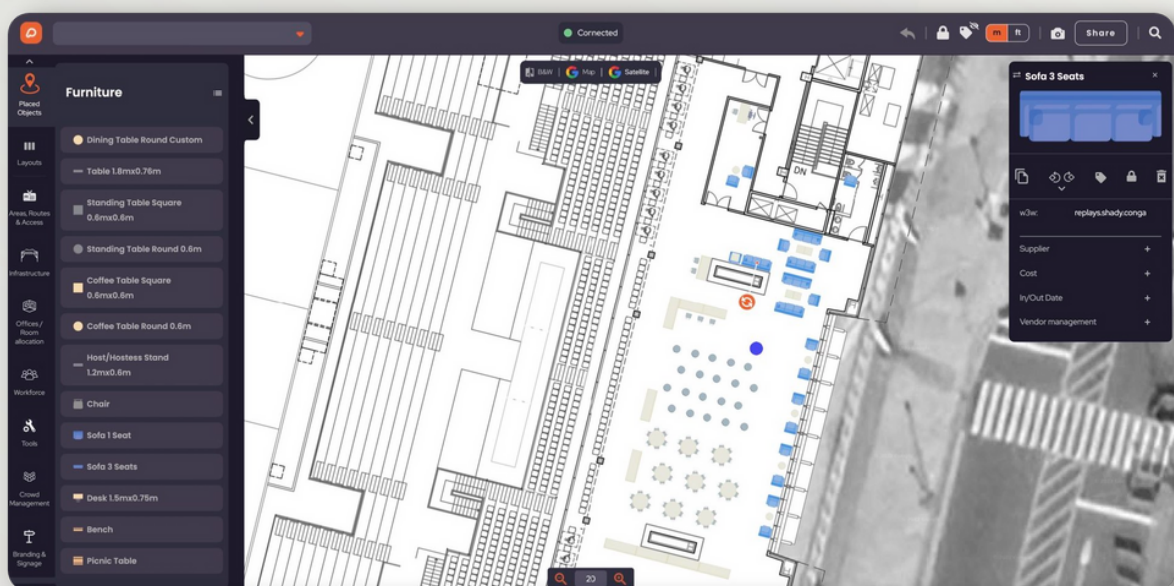 Connected
m
ft
Share
Placed
Objects
Layouts
Areas, Routes
& Access
Infrastructure
Offices /
Room
allocation
Workforce
Tools
Crowd
Management
Branding &
Signage
Furniture
Dining Table Round Custom
Table 1.8mx0.76m
Standing Table Square
0.6mx0.6m
Standing Table Round 0.6m
Coffee Table Square
0.6mx0.6m
Coffee Table Round 0.6m
Host/Hostess Stand
1.2mx0.6m
Chair
Sofa 1 Seat
Sofa 3 Seats
Desk 1.5mx0.75m
Bench
Picnic Table
B&W
Map
Satellite
DN
20
Sofa 3 Seats
w3w: replays.shady.conga
Supplier
Cost
In/Out Date
Vendor management